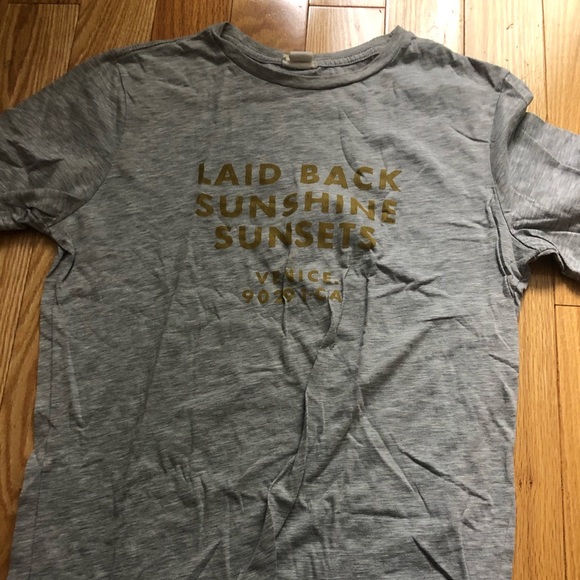 LAID BACK
SUNSHINE
SUNSETS
VENICE
90291 CA